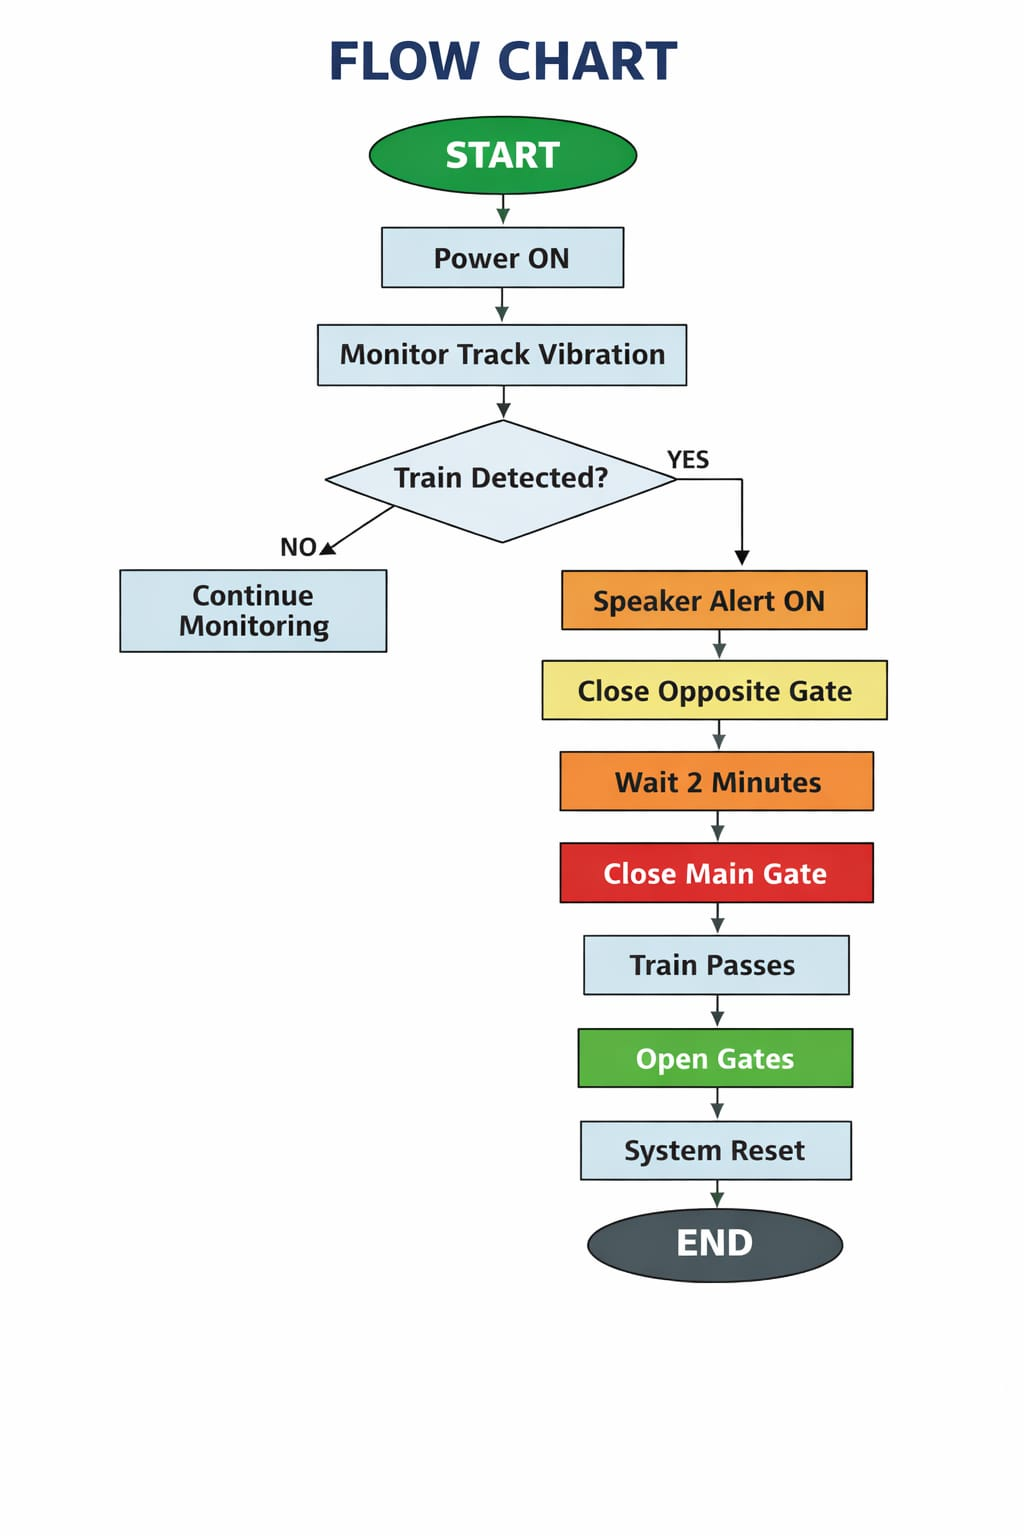 FLOW CHART
START
Power ON
Monitor Track Vibration
Train Detected?
YES
NO
Continue
Monitoring
Speaker Alert ON
Close Opposite Gate
Wait 2 Minutes
Close Main Gate
Train Passes
Open Gates
System Reset
END